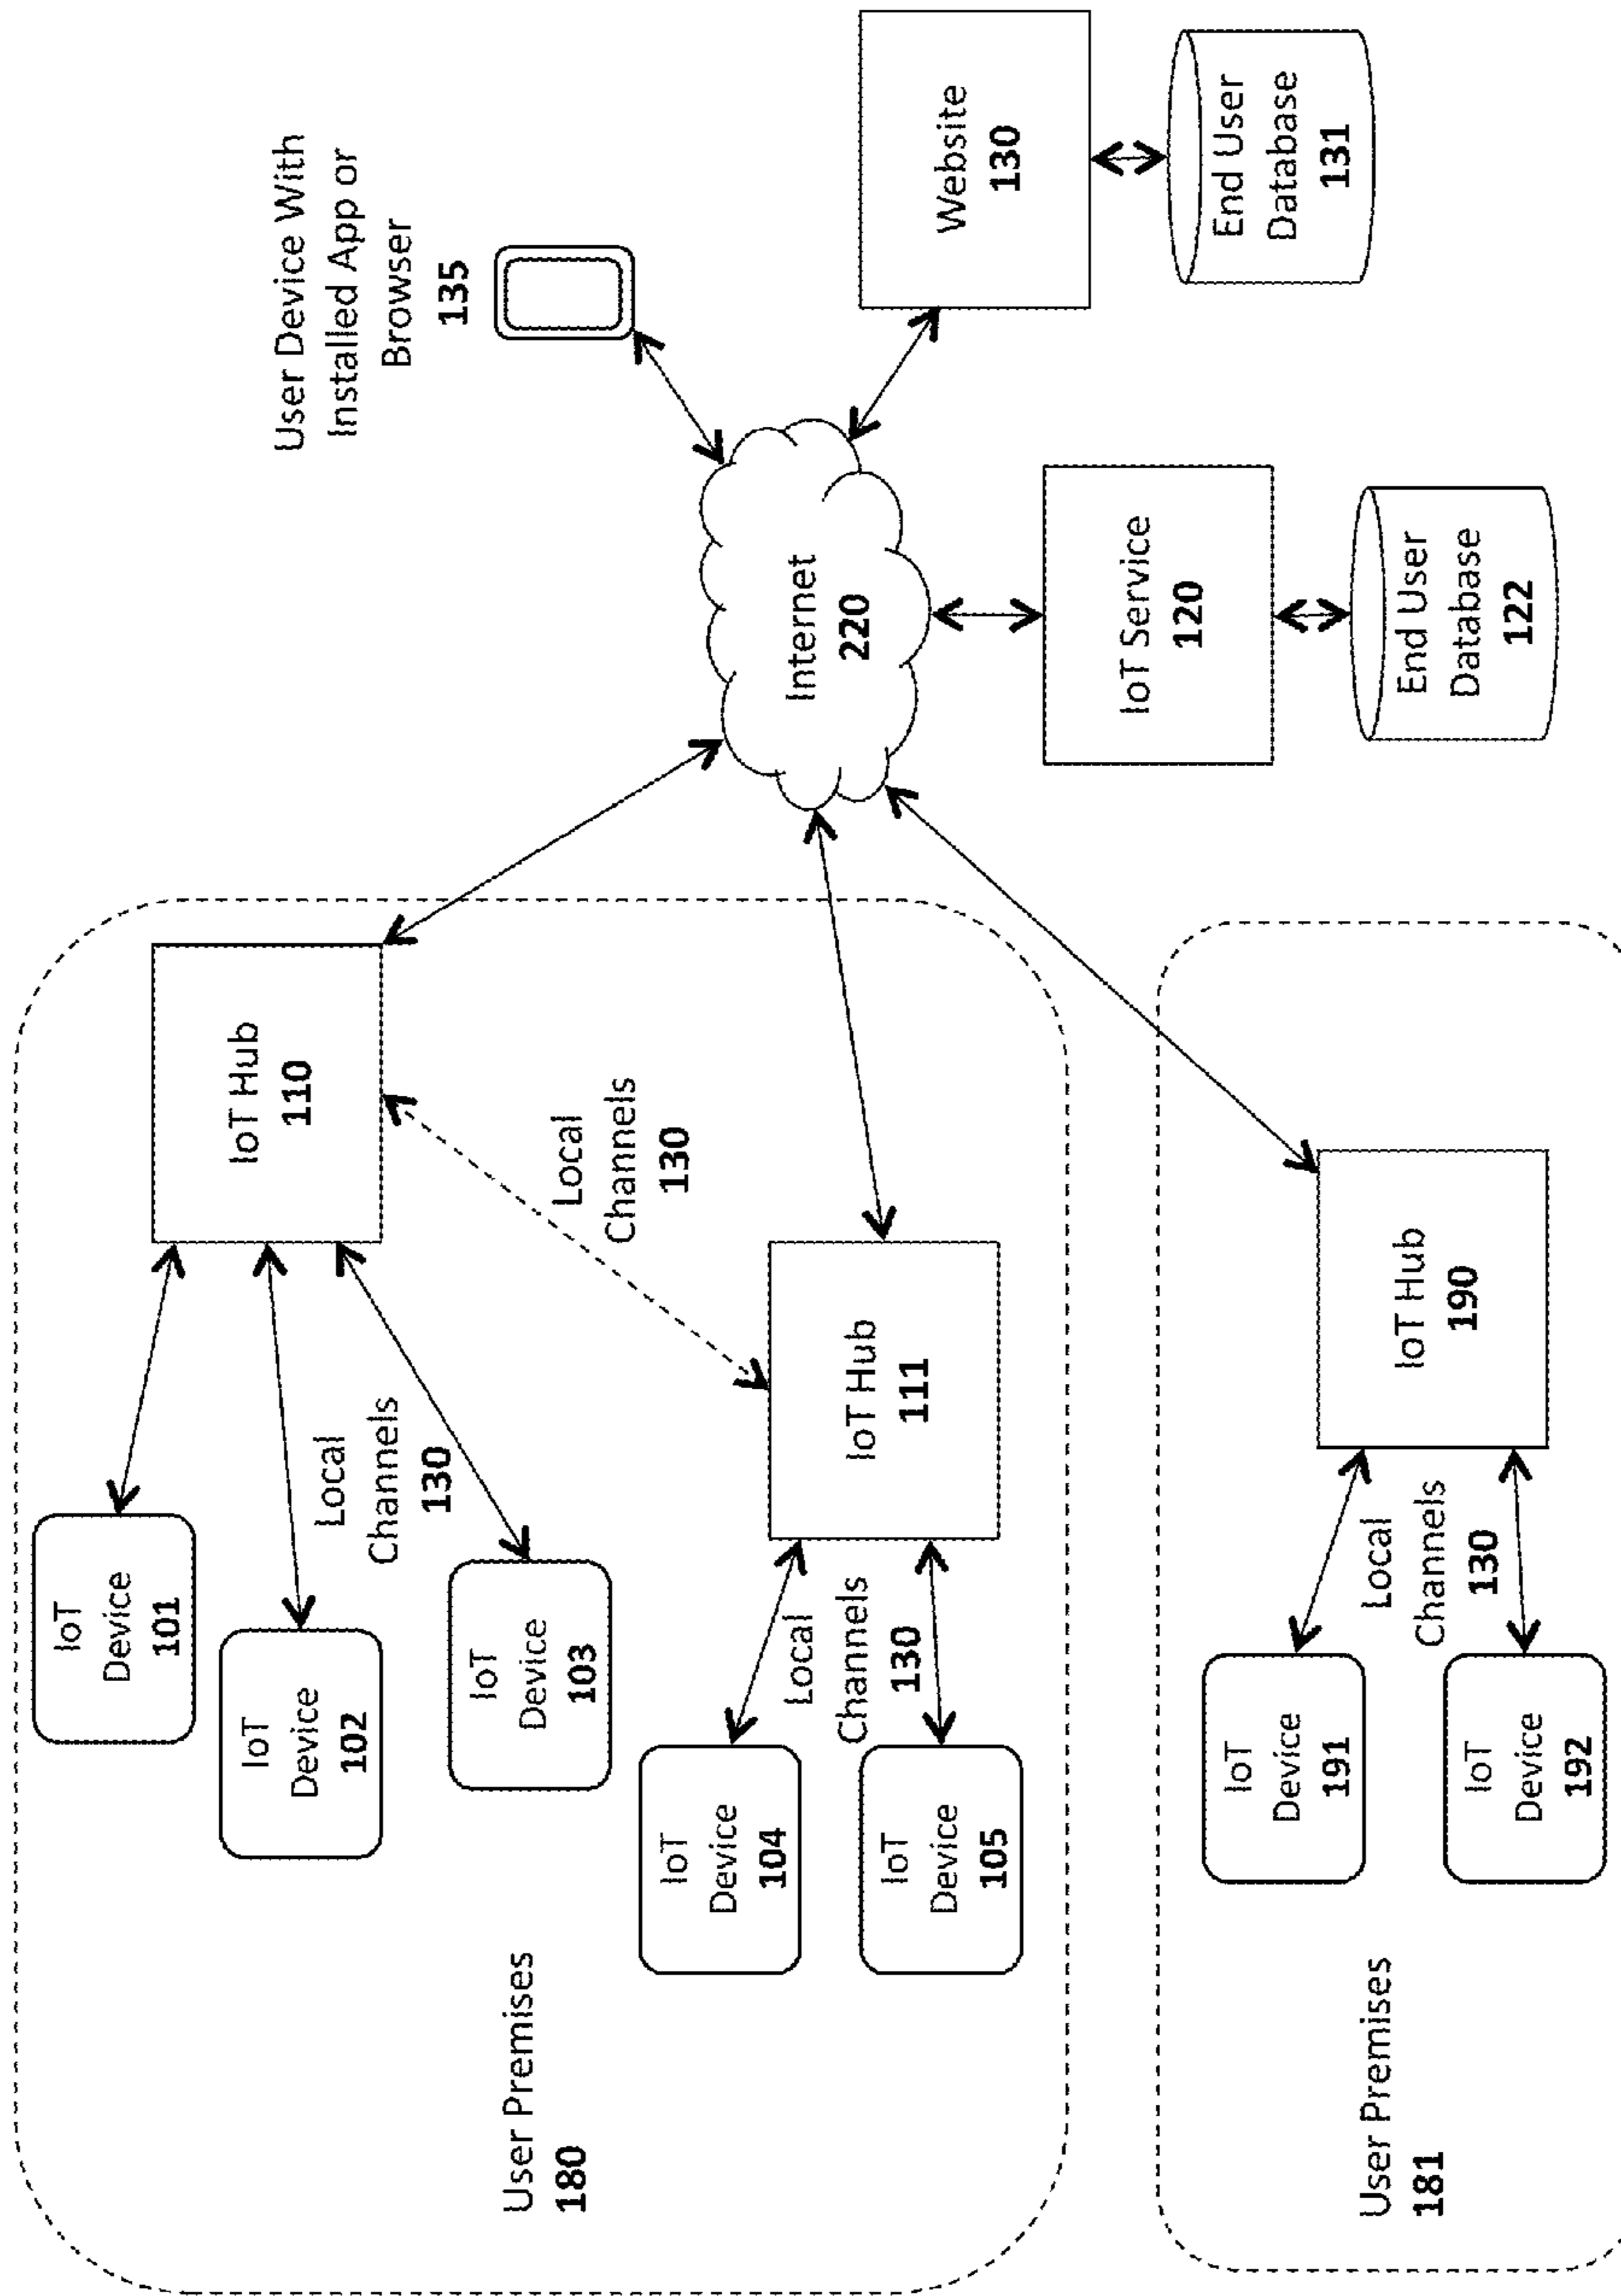 IoT
Device
101
IoT
Device
102
IoT
Device
103
Local
Channels
130
IoT Hub
110
User Device With
Installed App or
Browser
135
User Premises
180
IoT
Device
104
IoT
Device
105
Local
Channels
130
IoT Hub
111
Local
Channels
130
Internet
220
Website
130
End User
Database
131
IoT Service
120
End User
Database
122
User Premises
181
IoT
Device
191
IoT
Device
192
Local
Channels
130
IoT Hub
190